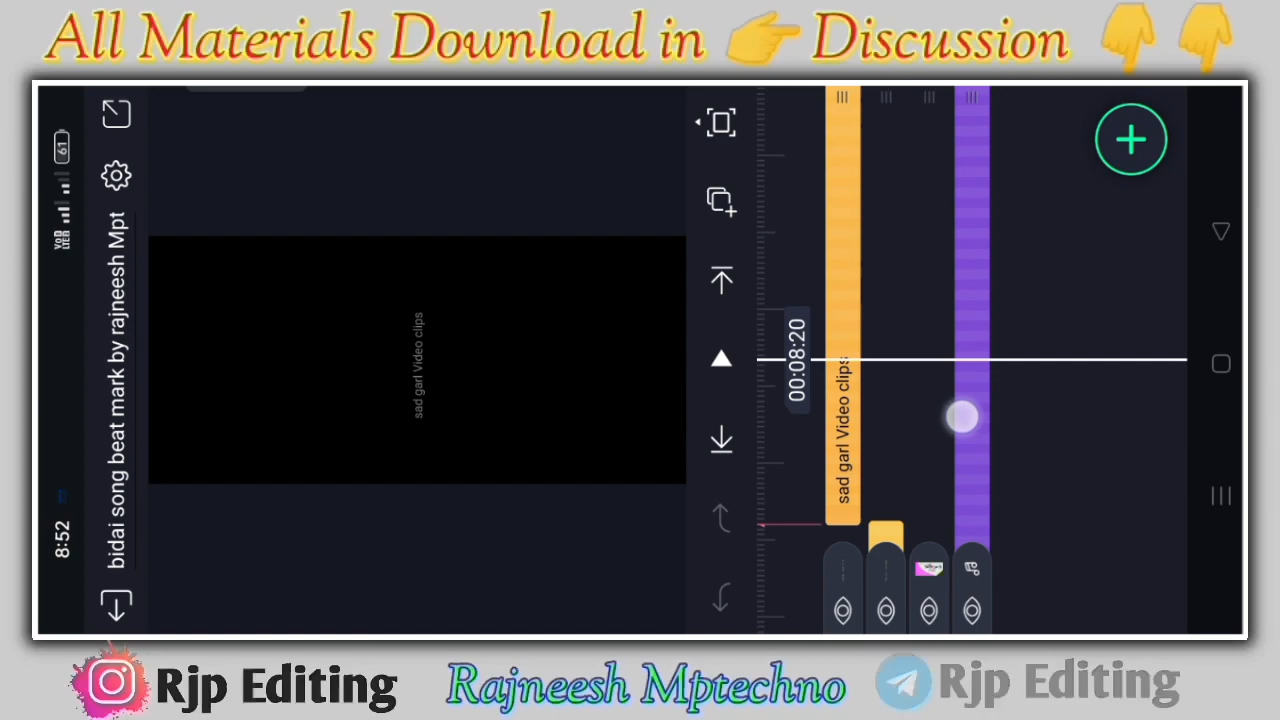 All Materials Download in 👉 Discussion 👇👇
8:52
61
bidai song beat mark by rajneesh Mpt
sad garl Video clips
00:08:20
sad garl Video clips
Rjp Editing
Rajneesh Mptechno
Rjp Editing